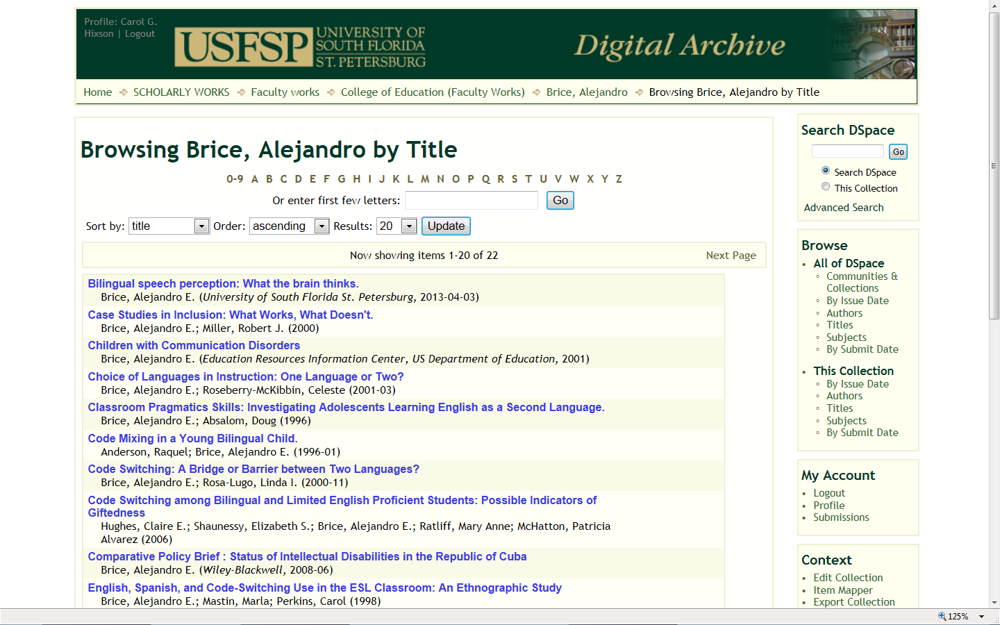 Profile: Carol G.
Hixson | Logout
USFSP
UNIVERSITY OF
SOUTH FLORIDA
ST. PETERSBURG
Digital Archive
Home SCHOLARLY WORKS Faculty works College of Education (Faculty Works) Brice, Alejandro Browsing Brice, Alejandro by Title
Browsing Brice, Alejandro by Title
0-9 A B C D E F G H I J K L M N O P Q R S T U V W X Y Z
Or enter first few letters: Go
Sort by: title Order: ascending Results: 20 Update
Now showing items 1-20 of 22 Next Page
Bilingual speech perception: What the brain thinks.
Brice, Alejandro E. (University of South Florida St. Petersburg, 2013-04-03)
Case Studies in Inclusion: What Works, What Doesn't.
Brice, Alejandro E.; Miller, Robert J. (2000)
Children with Communication Disorders
Brice, Alejandro E. (Education Resources Information Center, US Department of Education, 2001)
Choice of Languages in Instruction: One Language or Two?
Brice, Alejandro E.; Roseberry-McKibbin, Celeste (2001-03)
Classroom Pragmatics Skills: Investigating Adolescents Learning English as a Second Language.
Brice, Alejandro E.; Absalom, Doug (1996)
Code Mixing in a Young Bilingual Child.
Anderson, Raquel; Brice, Alejandro E. (1996-01)
Code Switching: A Bridge or Barrier between Two Languages?
Brice, Alejandro E.; Rosa-Lugo, Linda I. (2000-11)
Code Switching among Bilingual and Limited English Proficient Students: Possible Indicators of
Giftedness
Hughes, Claire E.; Shaunessy, Elizabeth S.; Brice, Alejandro E.; Ratliff, Mary Anne; McHatton, Patricia
Alvarez (2006)
Comparative Policy Brief : Status of Intellectual Disabilities in the Republic of Cuba
Brice, Alejandro E. (Wiley-Blackwell, 2008-06)
English, Spanish, and Code-Switching Use in the ESL Classroom: An Ethnographic Study
Brice, Alejandro E.; Mastin, Marla; Perkins, Carol (1998)
Search DSpace
Go
Search DSpace
This Collection
Advanced Search
Browse
All of DSpace
Communities &
Collections
By Issue Date
Authors
Titles
Subjects
By Submit Date
This Collection
By Issue Date
Authors
Titles
Subjects
By Submit Date
My Account
Logout
Profile
Submissions
Context
Edit Collection
Item Mapper
Export Collection
125%